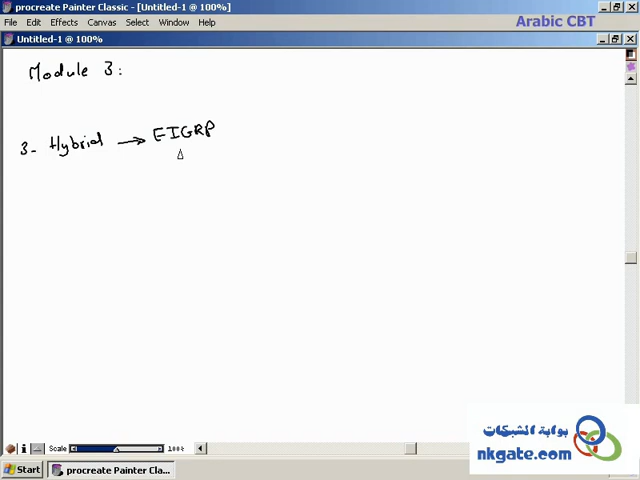 procreate Painter Classic - [Untitled-1 @ 100%]
File Edit Effects Canvas Select Window Help
Arabic CBT
Untitled-1 @ 100%
Module 3:
3- Hybrid → EIGRP
Scale 100%
بوابة الشبكات
nkgate.com
Start procreate Painter Cla...